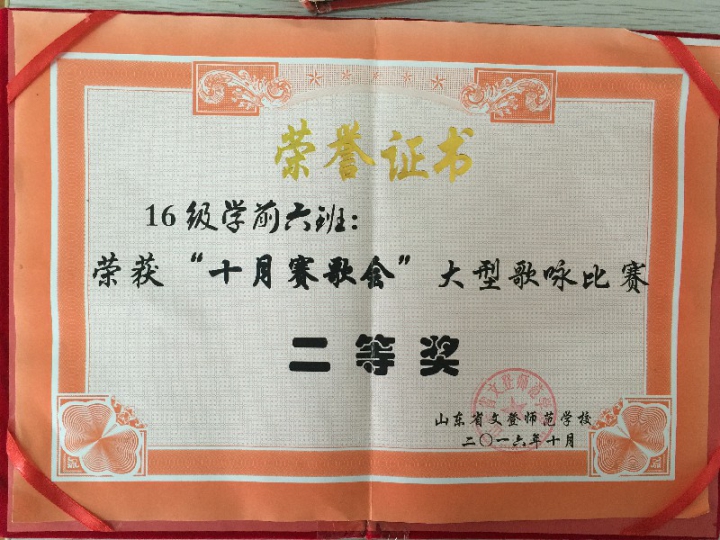 荣誉证书
16级学前六班：
荣获“十月赛歌会”大型歌咏比赛
二等奖
山东省文登师范学校
二〇一六年十月